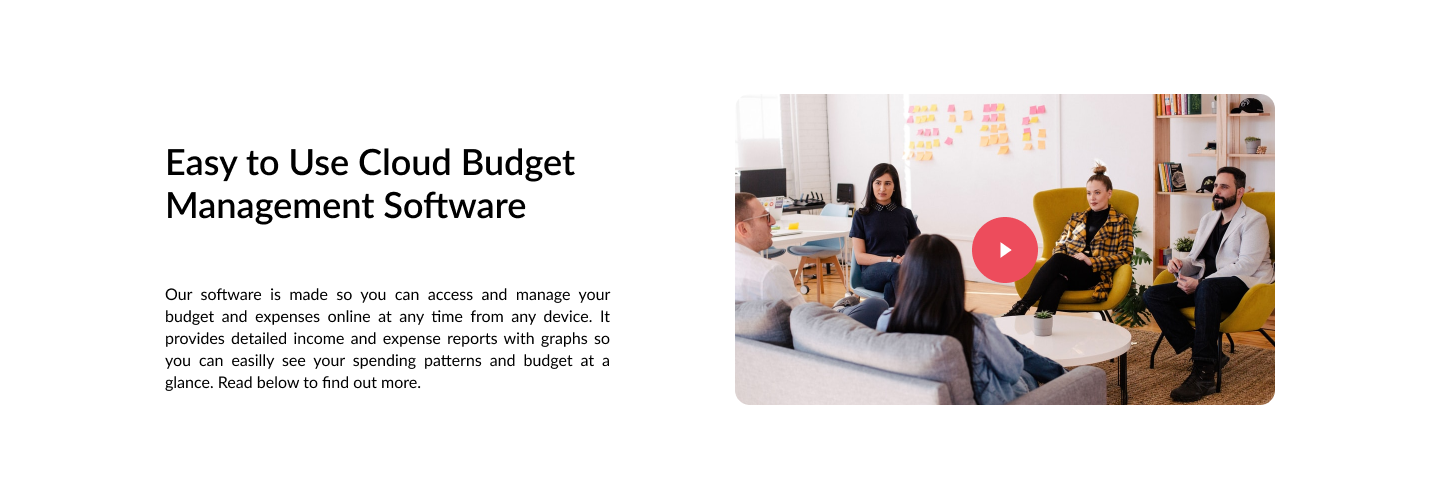 Easy to Use Cloud Budget
Management Software
Our software is made so you can access and manage your
budget and expenses online at any time from any device. It
provides detailed income and expense reports with graphs so
you can easilly see your spending patterns and budget at a
glance. Read below to find out more.